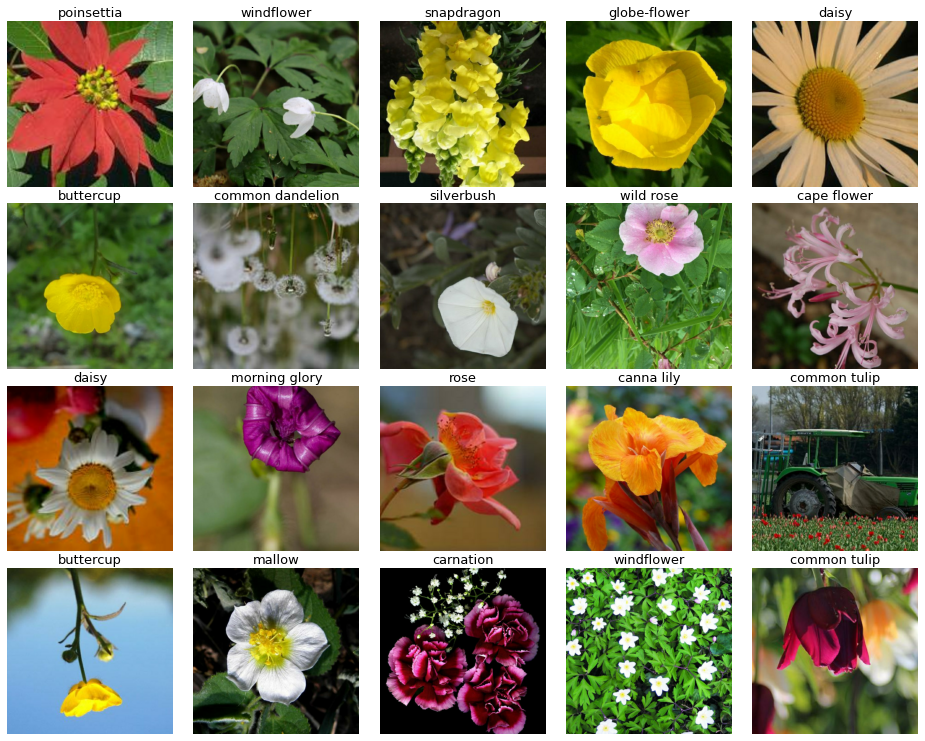 poinsettia
windflower
snapdragon
globe-flower
daisy
buttercup
common dandelion
silverbush
wild rose
cape flower
daisy
morning glory
rose
canna lily
common tulip
buttercup
mallow
carnation
windflower
common tulip